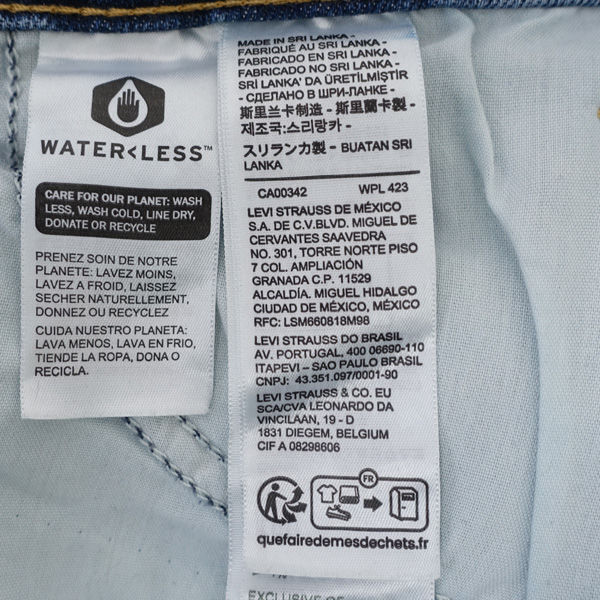 WATER<LESS™
CARE FOR OUR PLANET: WASH
LESS, WASH COLD, LINE DRY,
DONATE OR RECYCLE
PRENEZ SOIN DE NOTRE
PLANETE: LAVEZ MOINS,
LAVEZ A FROID, LAISSEZ
SECHER NATURELLEMENT,
DONNEZ OU RECYCLEZ
CUIDA NUESTRO PLANETA:
LAVA MENOS, LAVA EN FRIO,
TIENDE LA ROPA, DONA O
RECICLA.
MADE IN SRI LANKA -
FABRIQUÉ AU SRI LANKA -
FABRICADO EN SRI LANKA -
FABRICADO NO SRI LANKA -
SRİ LANKA' DA ÜRETİLMİŞTİR
- СДЕЛАНО В ШРИ-ЛАНКЕ -
斯里兰卡制造 - 斯里蘭卡製 -
제조국:스리랑카 -
スリランカ製 - BUATAN SRI
LANKA
CA00342 WPL 423
LEVI STRAUSS DE MÉXICO
S.A. DE C.V.BLVD. MIGUEL DE
CERVANTES SAAVEDRA
NO. 301, TORRE NORTE PISO
7 COL. AMPLIACIÓN
GRANADA C.P. 11529
ALCALDÍA. MIGUEL HIDALGO
CIUDAD DE MÉXICO, MÉXICO
RFC: LSM660818M98
LEVI STRAUSS DO BRASIL
AV. PORTUGAL, 400 06690-110
ITAPEVI – SAO PAULO BRASIL
CNPJ: 43.351.097/0001-90
LEVI STRAUSS & CO. EU
SCA/CVA LEONARDO DA
VINCILAAN, 19 - D
1831 DIEGEM, BELGIUM
CIF A 08298606
FR
quefairedemesdechets.fr
EXCLUSIVE OF